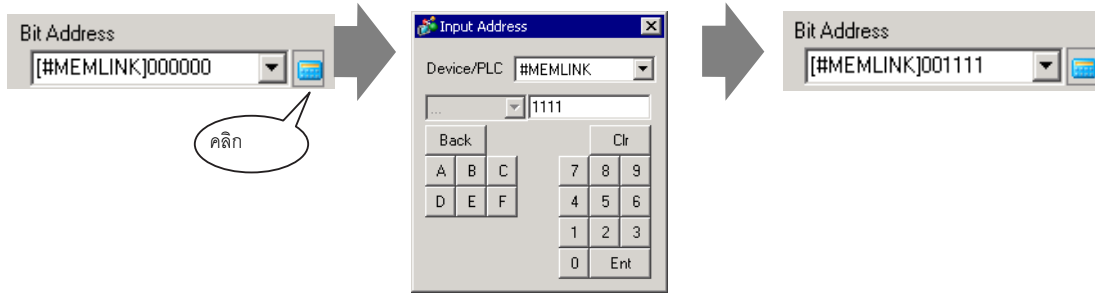 Bit Address
[#MEMLINK]000000
คลิก
Input Address
Device/PLC #MEMLINK
... 1111
Back Clr
A B C 7 8 9
D E F 4 5 6
1 2 3
0 Ent
Bit Address
[#MEMLINK]001111